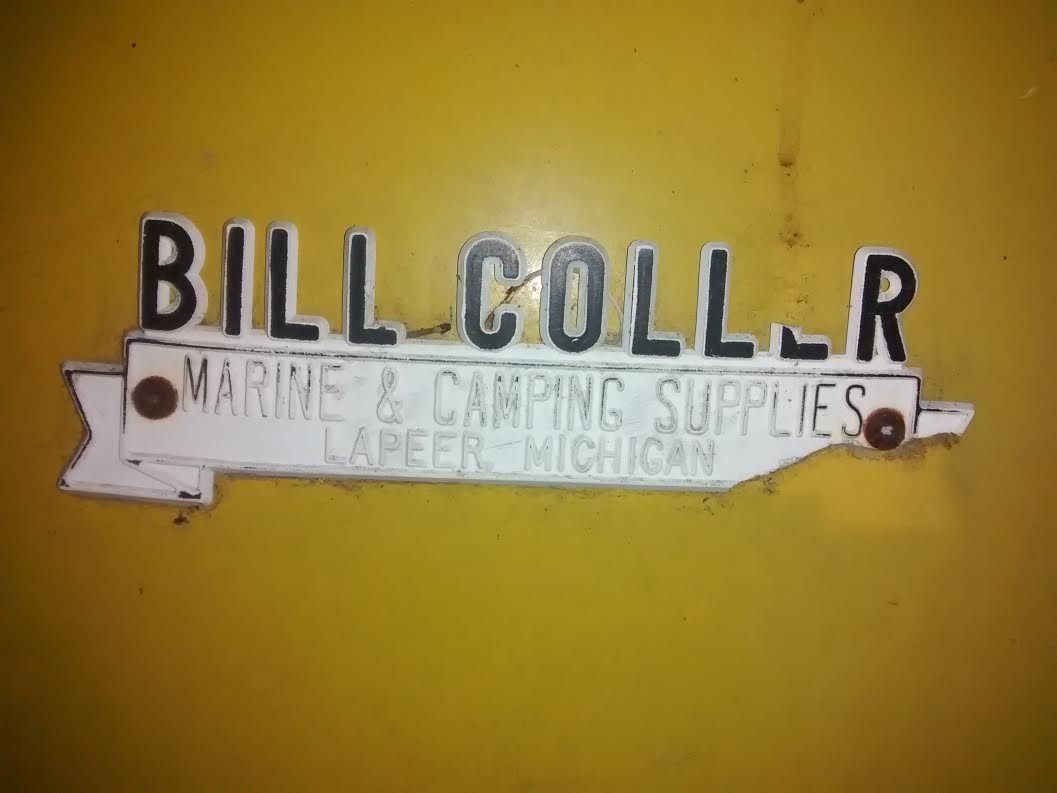 BILL COLLER
MARINE & CAMPING SUPPLIES
LAPEER, MICHIGAN